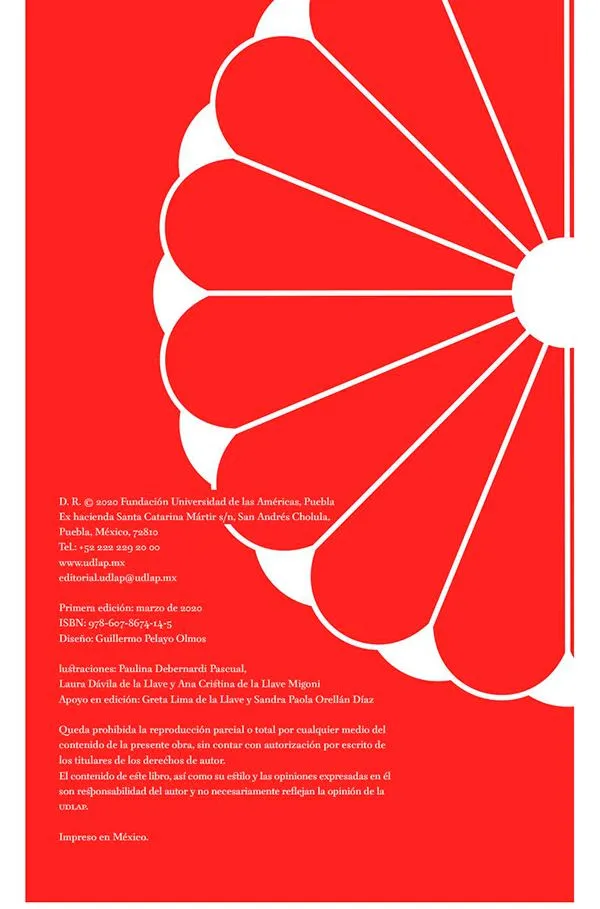 D. R. © 2020 Fundación Universidad de las Américas, Puebla
Ex hacienda Santa Catarina Mártir s/n, San Andrés Cholula,
Puebla, México, 72810
Tel.: +52 222 229 20 00
www.udlap.mx
editorial.udlap@udlap.mx
Primera edición: marzo de 2020
ISBN: 978-607-8674-14-5
Diseño: Guillermo Pelayo Olmos
lustraciones: Paulina Debernardi Pascual,
Laura Dávila de la Llave y Ana Cristina de la Llave Migoni
Apoyo en edición: Greta Lima de la Llave y Sandra Paola Orellán Díaz
Queda prohibida la reproducción parcial o total por cualquier medio del
contenido de la presente obra, sin contar con autorización por escrito de
los titulares de los derechos de autor.
El contenido de este libro, así como su estilo y las opiniones expresadas en él
son responsabilidad del autor y no necesariamente reflejan la opinión de la
UDLAP.
Impreso en México.